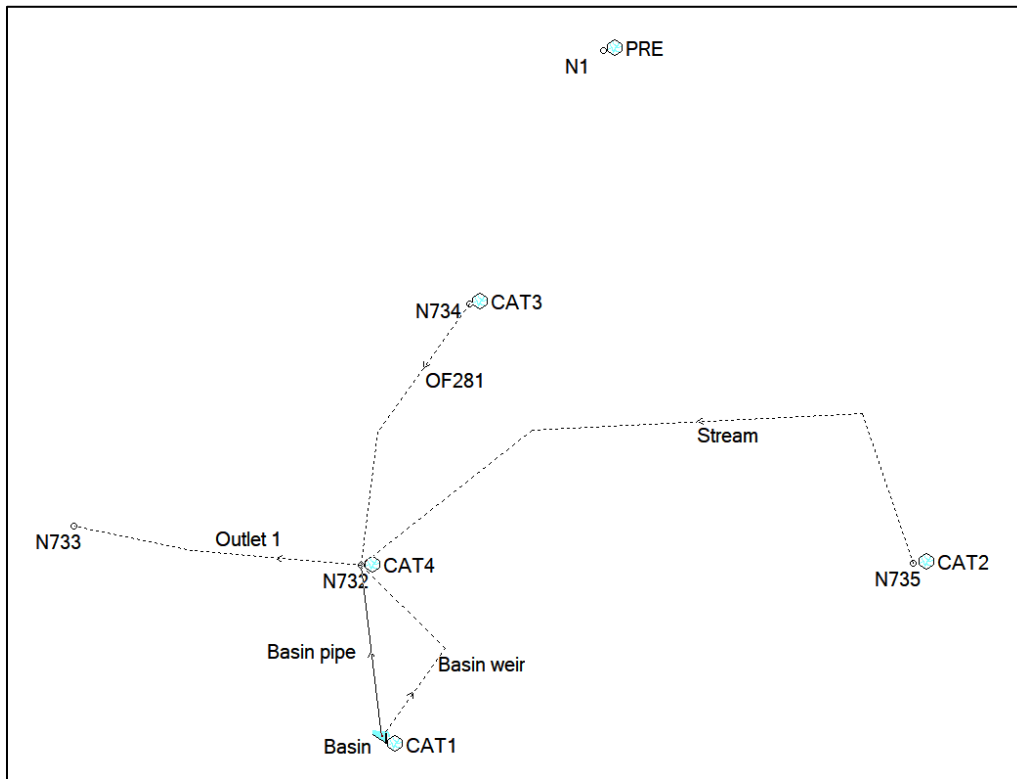 PRE
N1
N734
CAT3
OF281
Stream
N733
Outlet 1
N732
CAT4
N735
CAT2
Basin pipe
Basin weir
Basin
CAT1